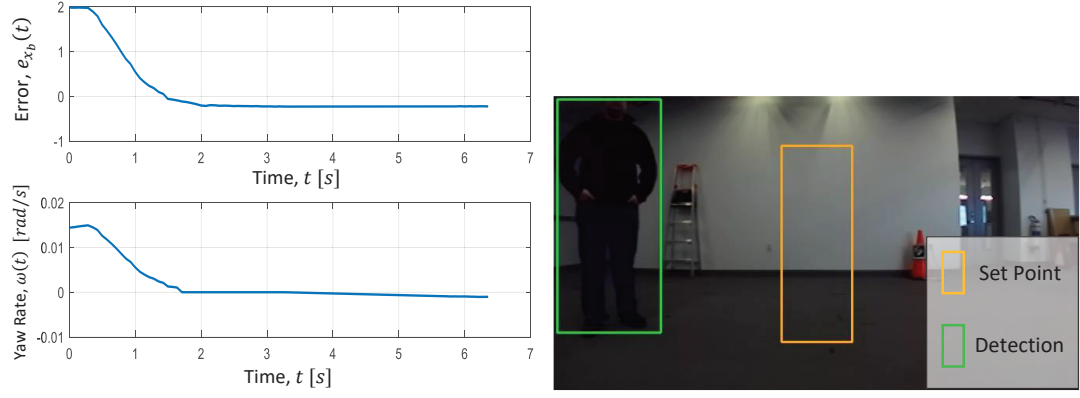 Error, e_{x_b}(t)
2
1
0
-1
0 1 2 3 4 5 6 7
Time, t [s]
Yaw Rate, ω(t) [rad/s]
0.02
0.01
0
-0.01
0 1 2 3 4 5 6 7
Time, t [s]
Set Point
Detection